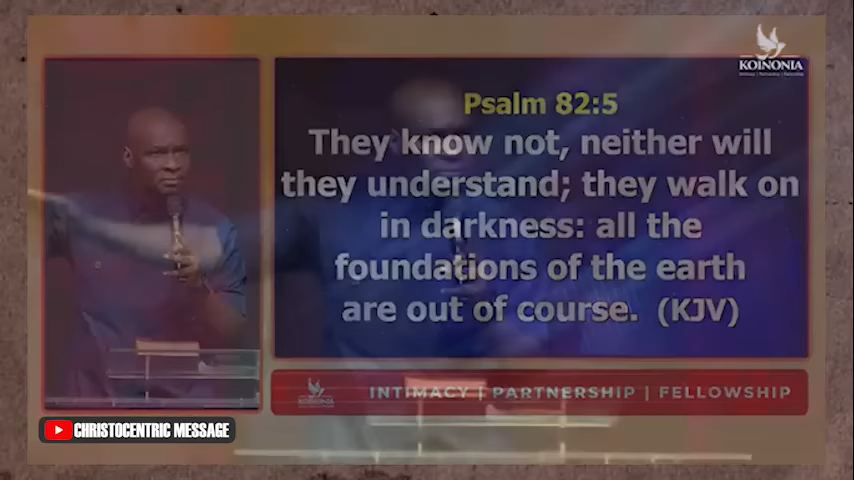 KOINONIA
Psalm 82:5
They know not, neither will
they understand; they walk on
in darkness: all the
foundations of the earth
are out of course. (KJV)
KOINONIA
INTIMACY | PARTNERSHIP | FELLOWSHIP
CHRISTOCENTRIC MESSAGE